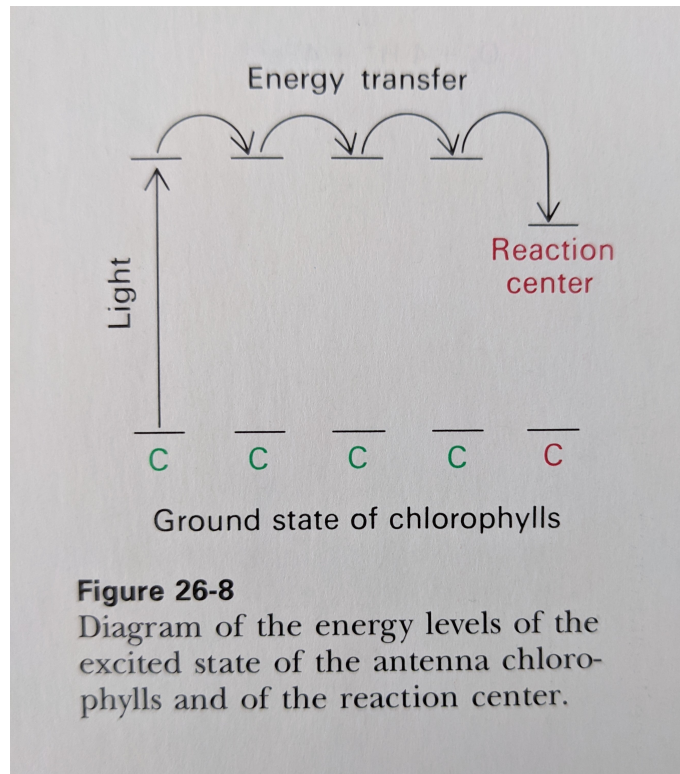 Energy transfer
Light
Reaction
center
C C C C C
Ground state of chlorophylls
Figure 26-8
Diagram of the energy levels of the
excited state of the antenna chloro-
phylls and of the reaction center.